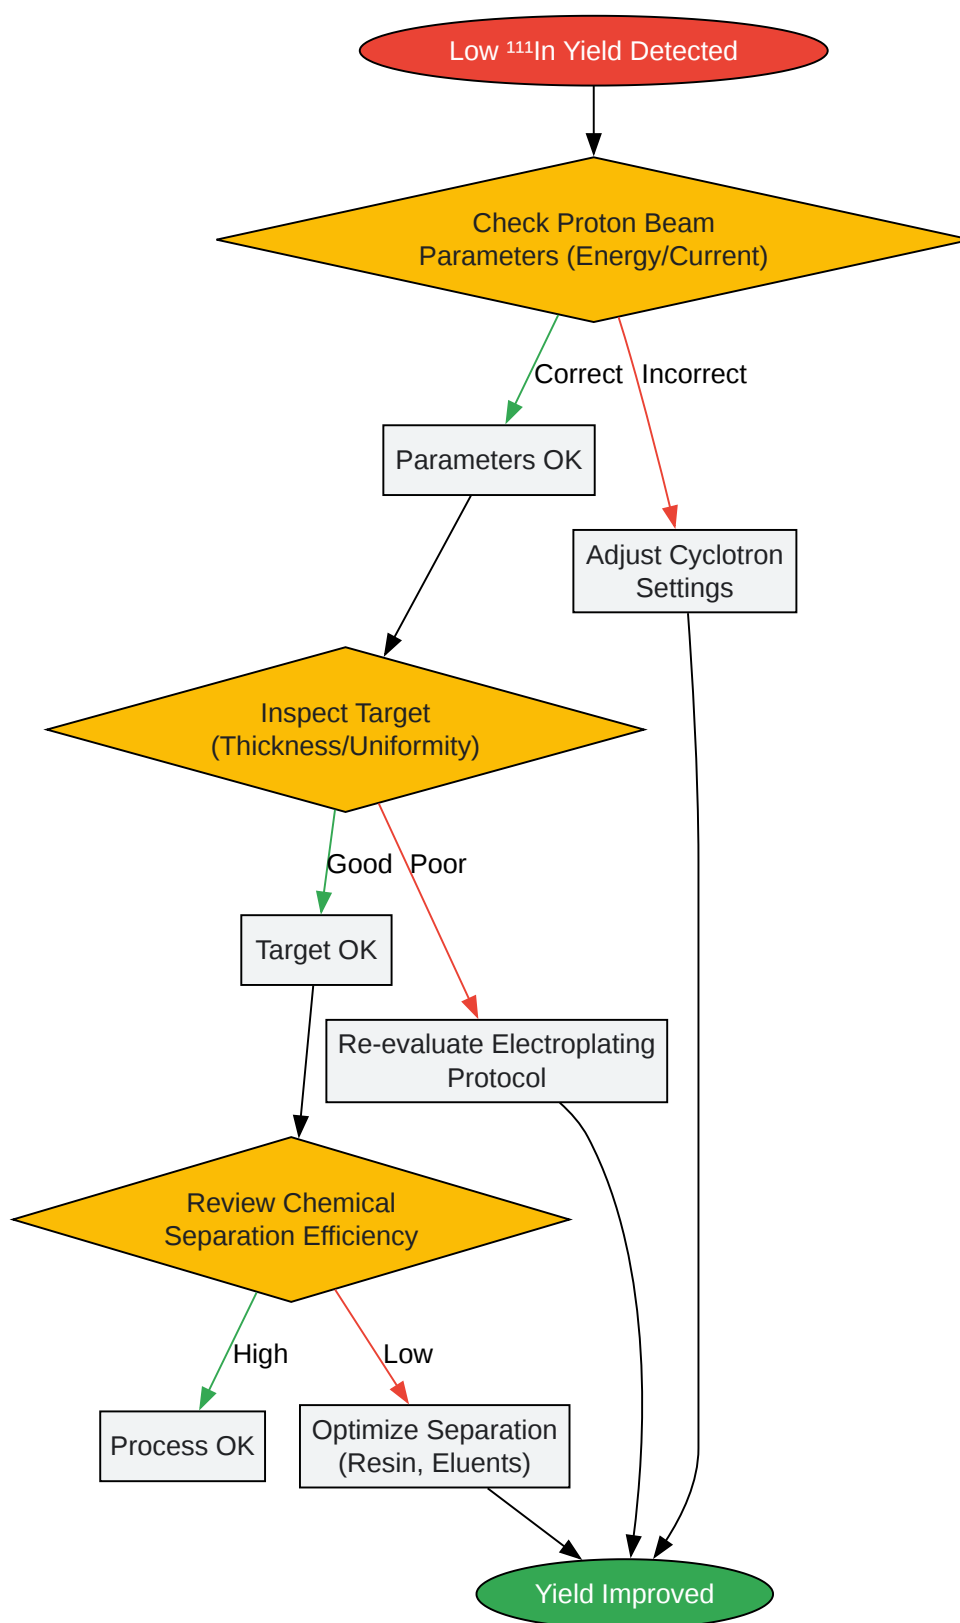 Low ¹¹¹In Yield Detected
Check Proton Beam
Parameters (Energy/Current)
Correct
Incorrect
Parameters OK
Adjust Cyclotron
Settings
Inspect Target
(Thickness/Uniformity)
Good
Poor
Target OK
Re-evaluate Electroplating
Protocol
Review Chemical
Separation Efficiency
High
Low
Process OK
Optimize Separation
(Resin, Eluents)
Yield Improved